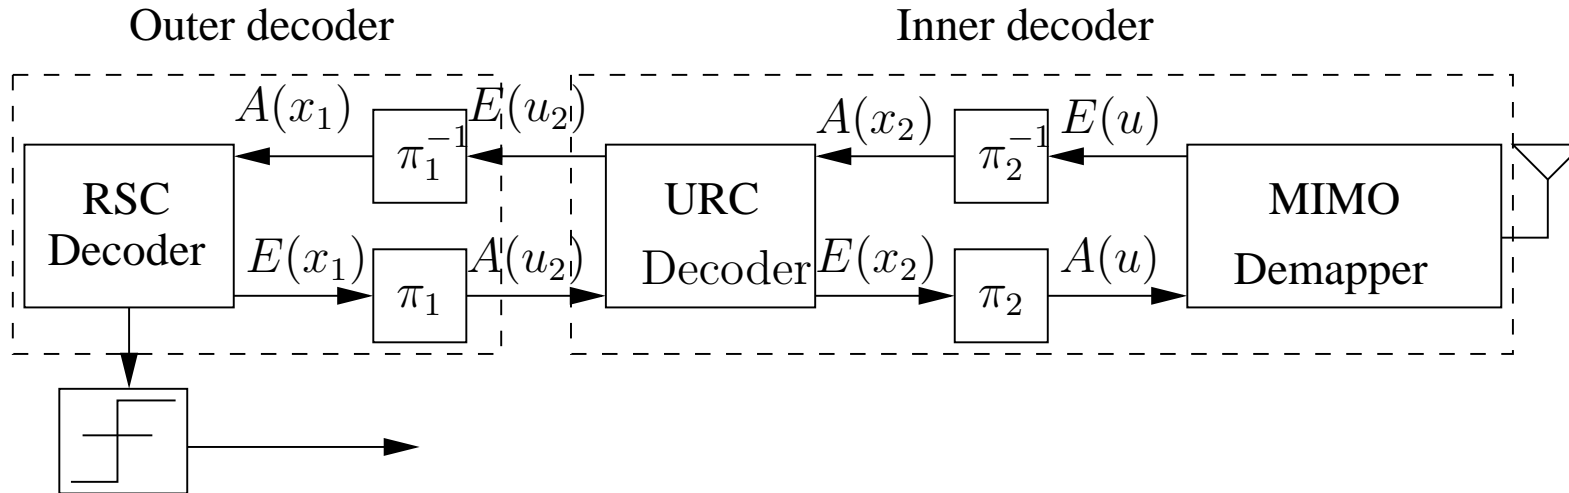 Outer decoder
Inner decoder
A(x₁)
π₁⁻¹
E(u₂)
A(x₂)
π₂⁻¹
E(u)
RSC
Decoder
URC
Decoder
MIMO
Demapper
E(x₁)
π₁
A(u₂)
E(x₂)
π₂
A(u)